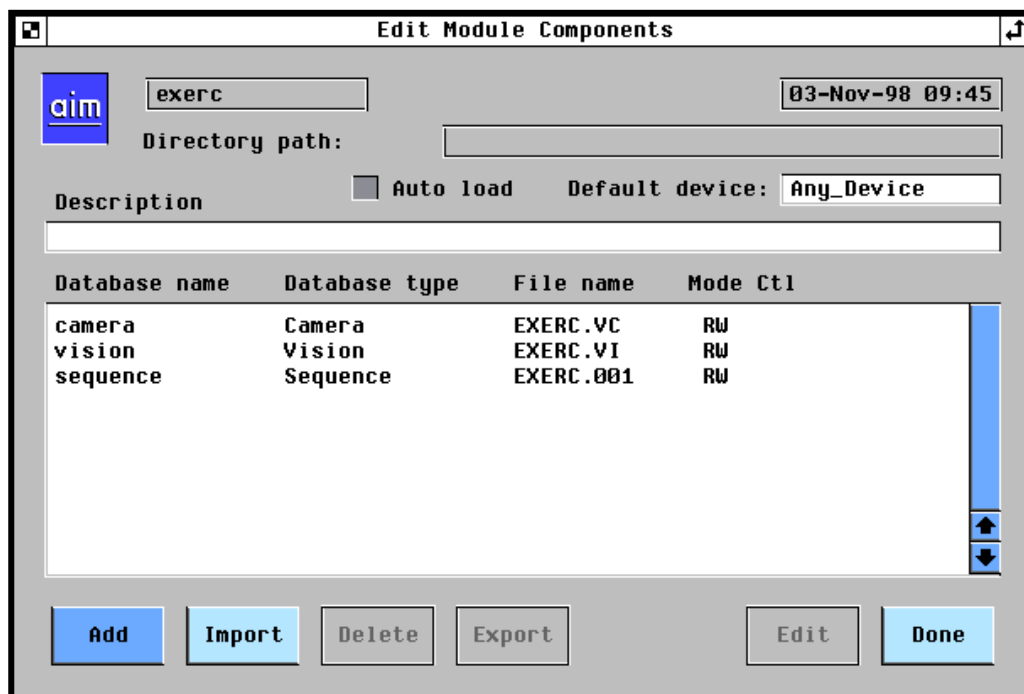 Edit Module Components
aim
exerc 03-Nov-98 09:45
Directory path:
Auto load Default device: Any_Device
Description
Database name Database type File name Mode Ctl
camera Camera EXERC.VC RW
vision Vision EXERC.VI RW
sequence Sequence EXERC.001 RW
Add Import Delete Export Edit Done